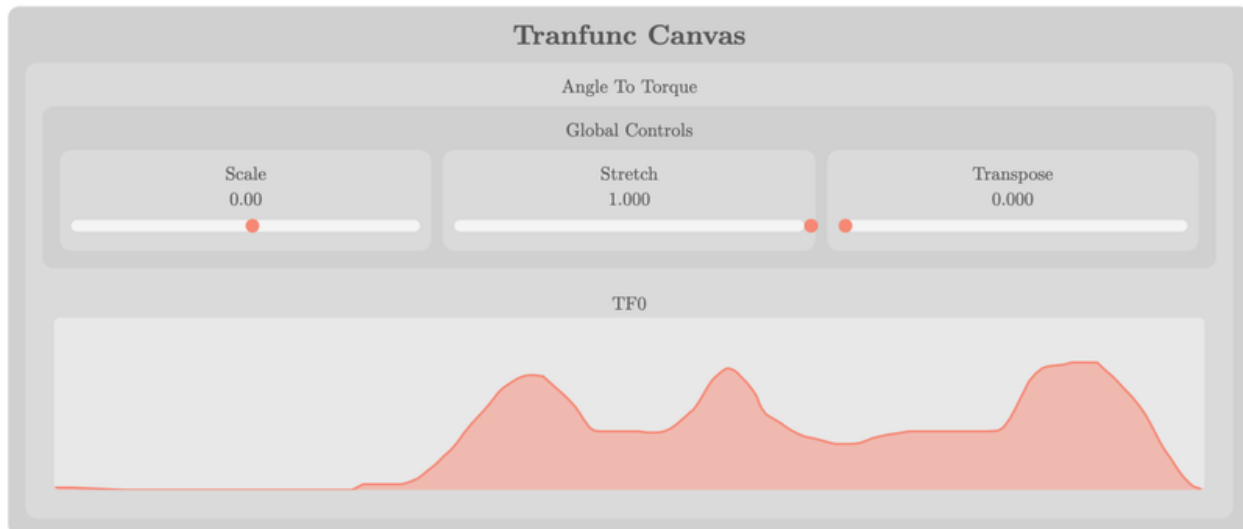 Tranfunc Canvas
Angle To Torque
Global Controls
Scale
0.00
Stretch
1.000
Transpose
0.000
TF0